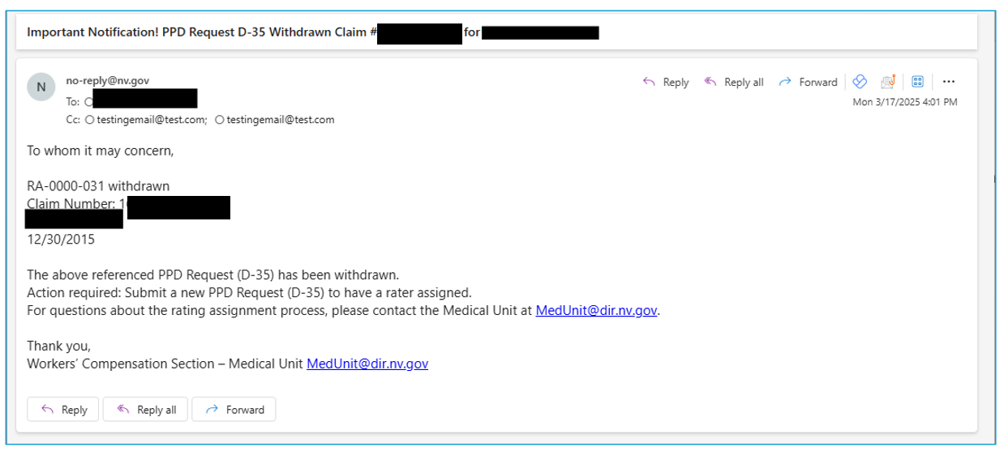 Important Notification! PPD Request D-35 Withdrawn Claim # for
N
no-reply@nv.gov
Reply Reply all Forward
To:
Mon 3/17/2025 4:01 PM
Cc: testingemail@test.com; testingemail@test.com
To whom it may concern,
RA-0000-031 withdrawn
Claim Number: 1
12/30/2015
The above referenced PPD Request (D-35) has been withdrawn.
Action required: Submit a new PPD Request (D-35) to have a rater assigned.
For questions about the rating assignment process, please contact the Medical Unit at MedUnit@dir.nv.gov.
Thank you,
Workers’ Compensation Section – Medical Unit MedUnit@dir.nv.gov
Reply Reply all Forward